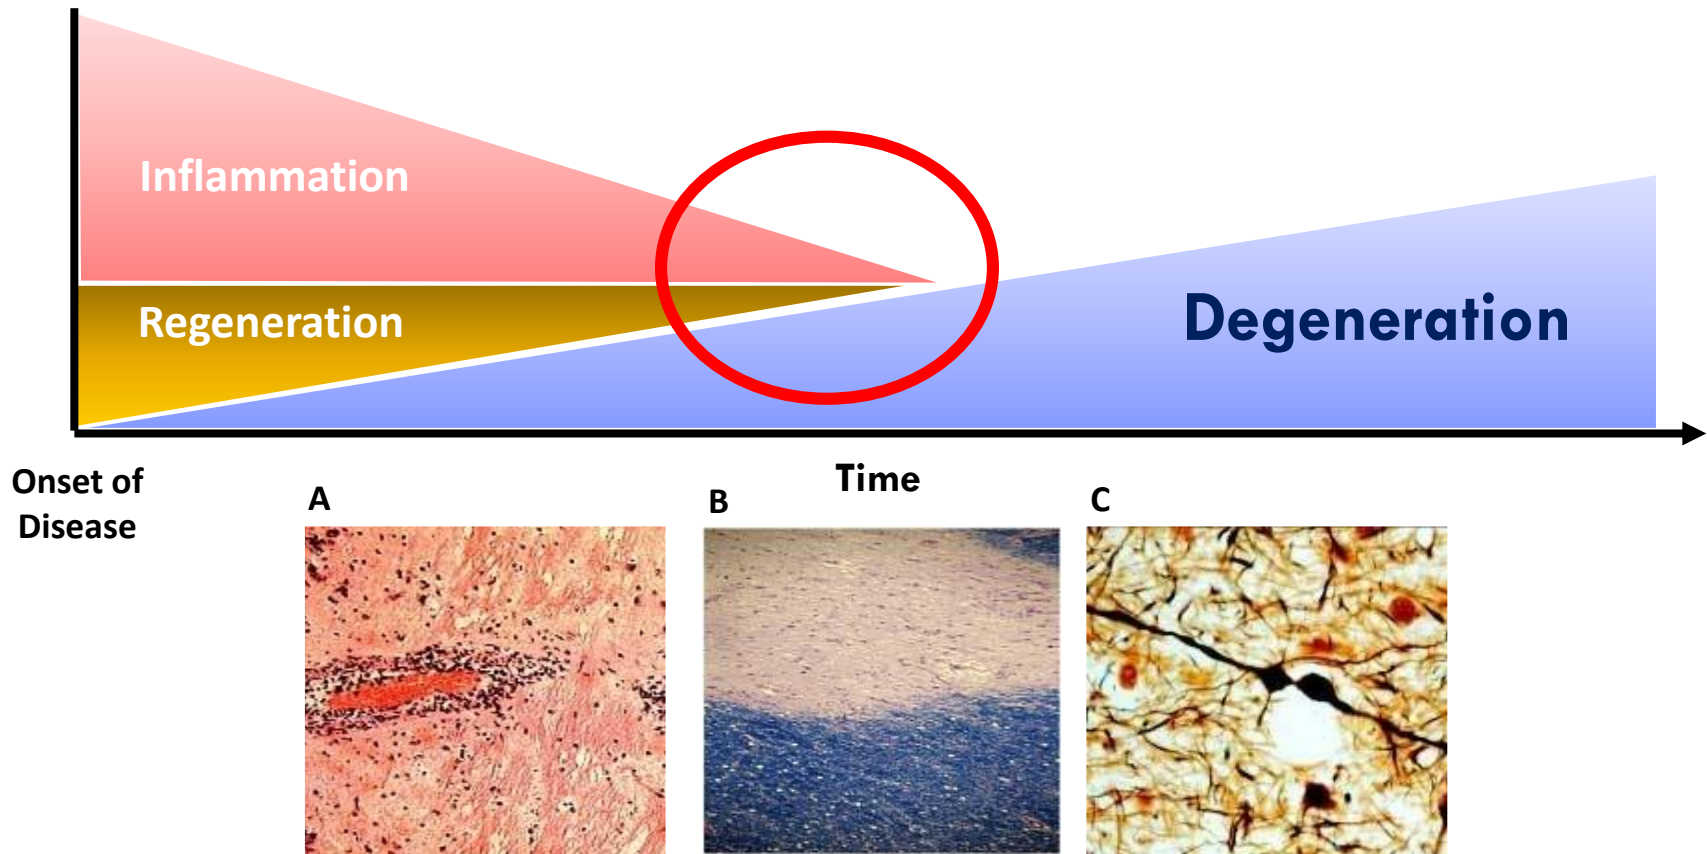 Inflammation
Regeneration
Degeneration
Onset of
Disease
Time
A
B
C